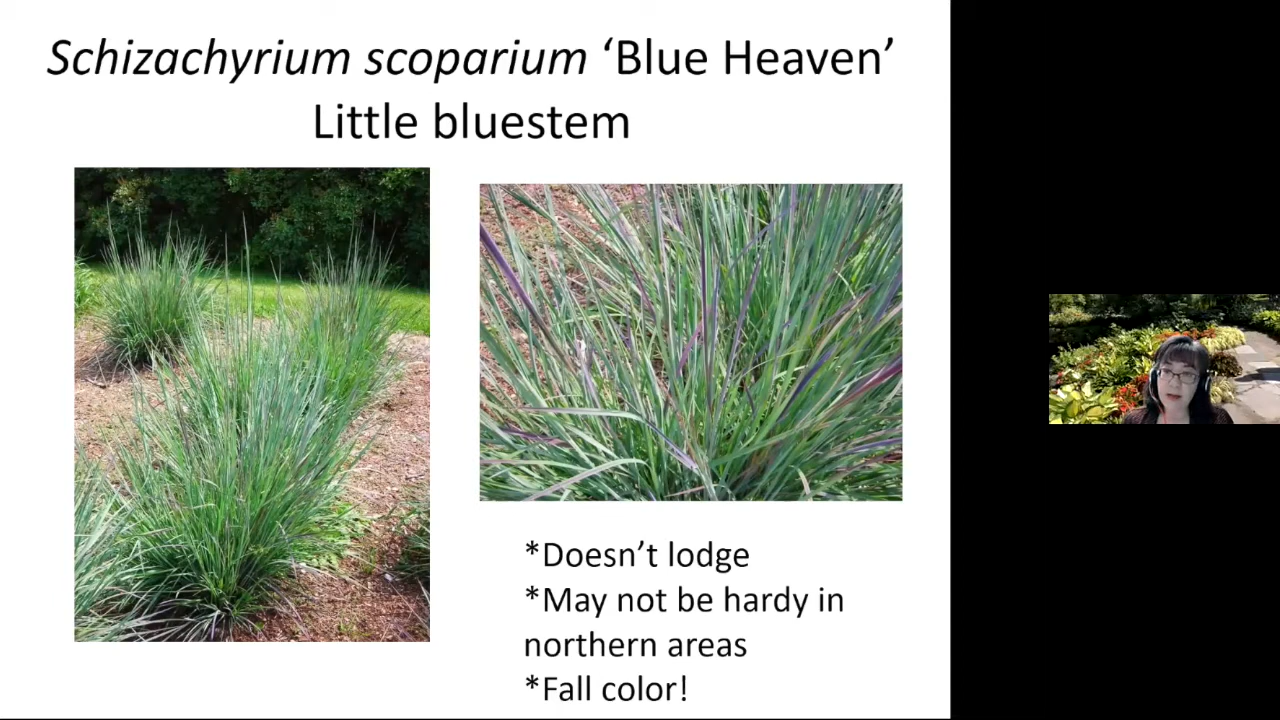 Schizachyrium scoparium ‘Blue Heaven’
Little bluestem
*Doesn’t lodge
*May not be hardy in
northern areas
*Fall color!